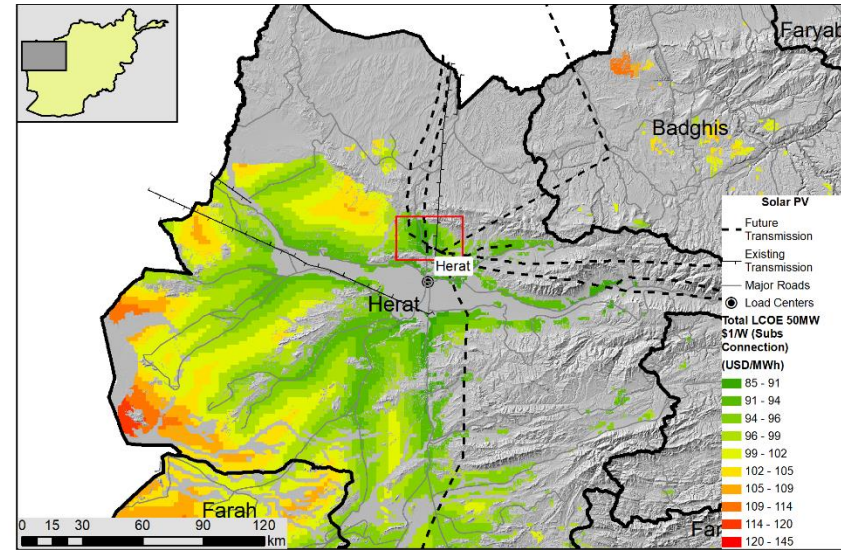 Faryab
Badghis
Herat
Herat
Farah
Far
0 15 30 60 90 120
km
Solar PV
Future
Transmission
Existing
Transmission
Major Roads
Load Centers
Total LCOE 50MW
$1/W (Subs
Connection)
(USD/MWh)
85 - 91
91 - 94
94 - 96
96 - 99
99 - 102
102 - 105
105 - 109
109 - 114
114 - 120
120 - 145